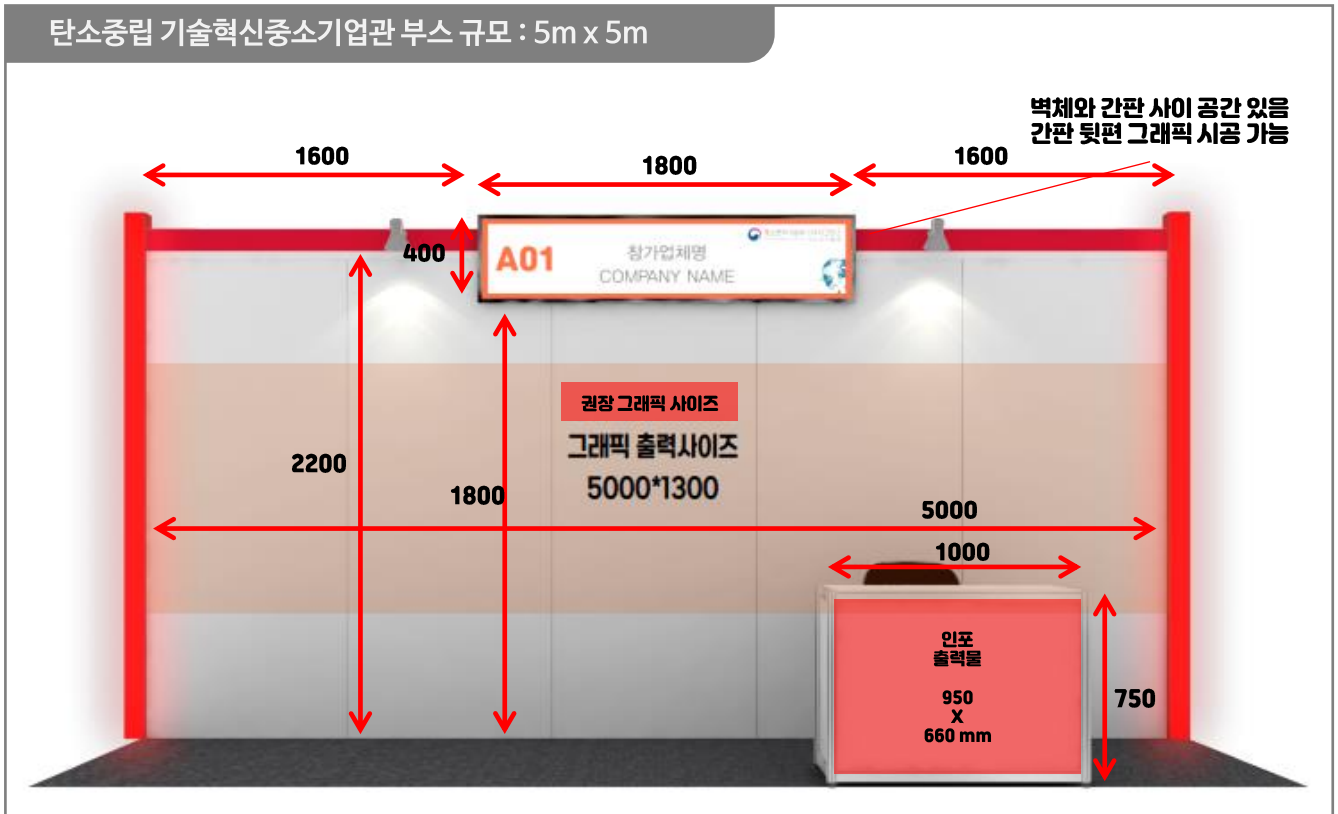 탄소중립 기술혁신중소기업관 부스 규모 : 5m x 5m
벽체와 간판 사이 공간 있음
간판 뒷편 그래픽 시공 가능
1600
1800
1600
400
A01
참가업체명
COMPANY NAME
권장 그래픽 사이즈
그래픽 출력사이즈
5000*1300
2200
1800
5000
1000
인포
출력물
950
X
660 mm
750